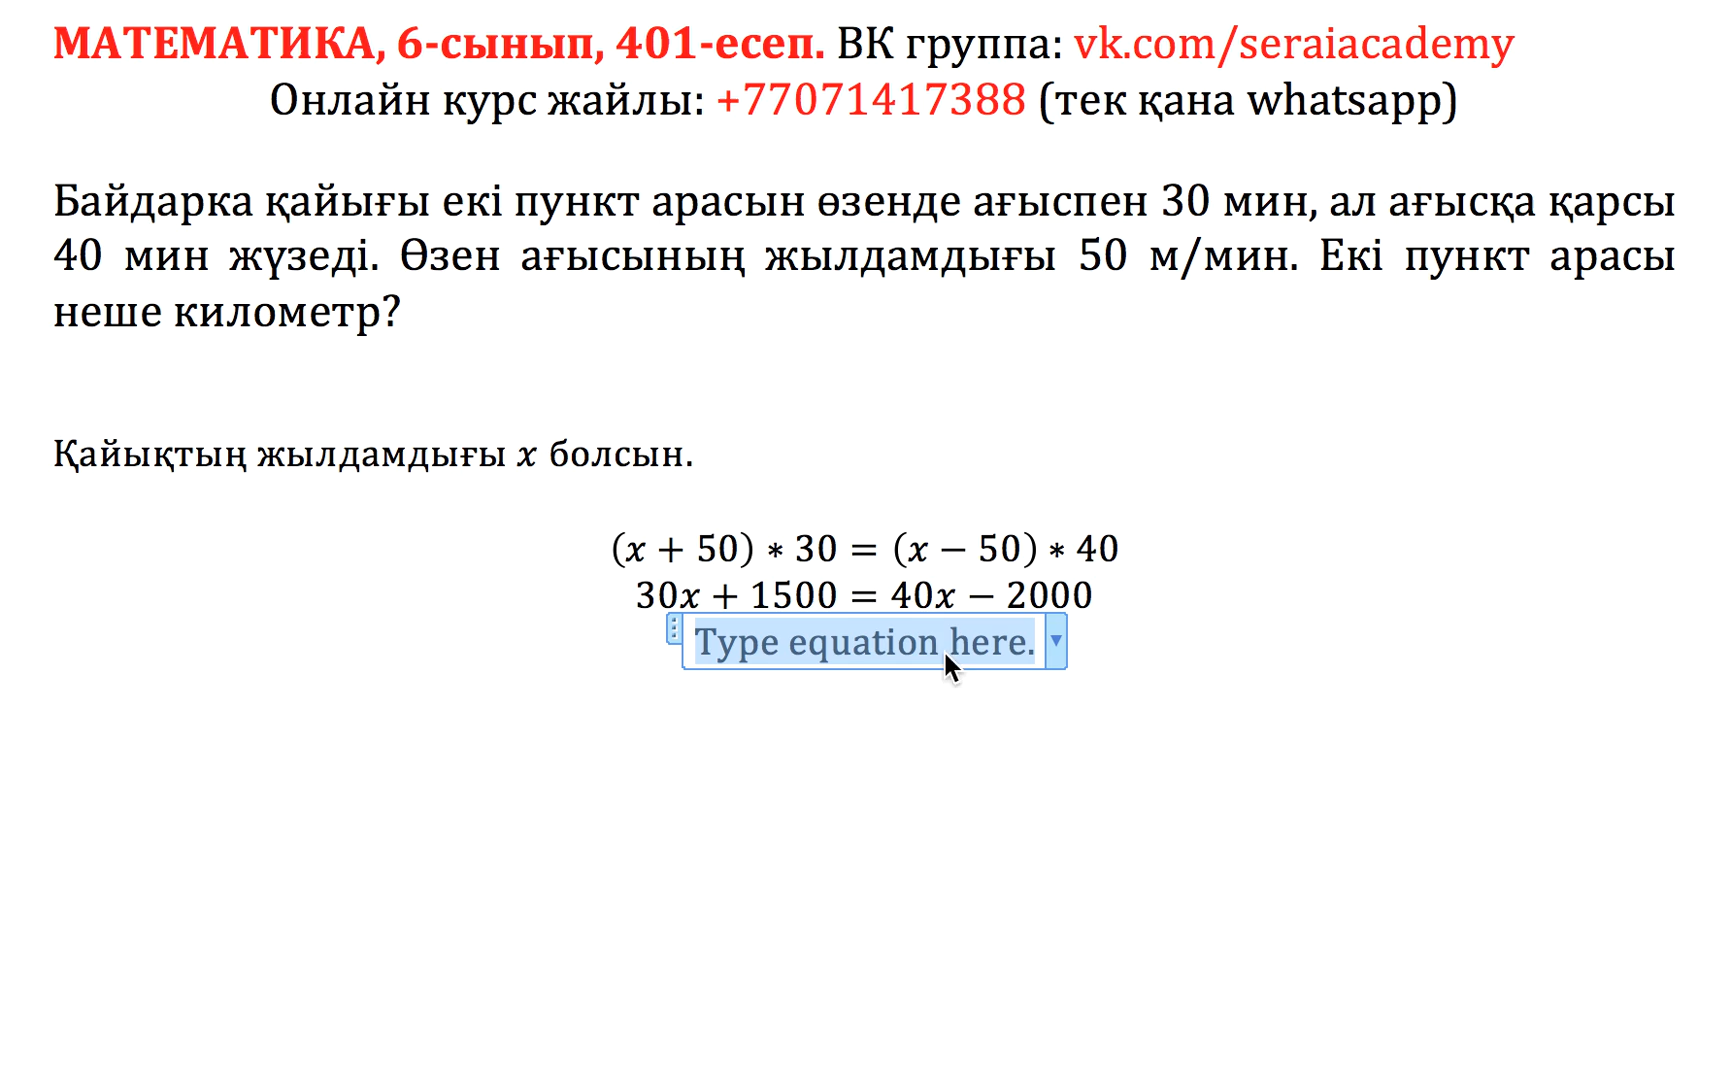 МАТЕМАТИКА, 6-сынып, 401-есеп. ВК группа: vk.com/seraiacademy
Онлайн курс жайлы: +77071417388 (тек қана whatsapp)
Байдарка қайығы екі пункт арасын өзенде ағыспен 30 мин, ал ағысқа қарсы
40 мин жүзеді. Өзен ағысының жылдамдығы 50 м/мин. Екі пункт арасы
неше километр?
Қайықтың жылдамдығы x болсын.
(x + 50) * 30 = (x − 50) * 40
30x + 1500 = 40x − 2000
Type equation here.